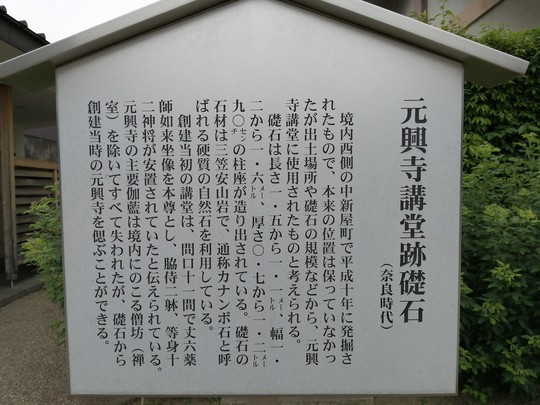 元興寺講堂跡礎石
(奈良時代)
境内西側の中新屋町で平成十年に発掘さ
れたもので、本来の位置は保っていなかっ
たが出土場所や礎石の規模などから、元興
寺講堂に使用されたものと考えられる。
礎石は長さ一・五から一・一メートル、幅一・
二から一・六メートル、厚さ〇・七から一・二メートル
九〇センチの柱座が造り出されている。礎石の
石材は三笠安山岩で、通称カナンボ石と呼
ばれる硬質の自然石を利用している。
創建当初の講堂は、間口十一間で丈六薬
師如来坐像を本尊とし、脇侍二躰、等身十
二神将が安置されていたと伝えられている。
元興寺の主要伽藍は境内にのこる僧坊(禅
室)を除いてすべて失われたが、礎石から
創建当時の元興寺を偲ぶことができる。